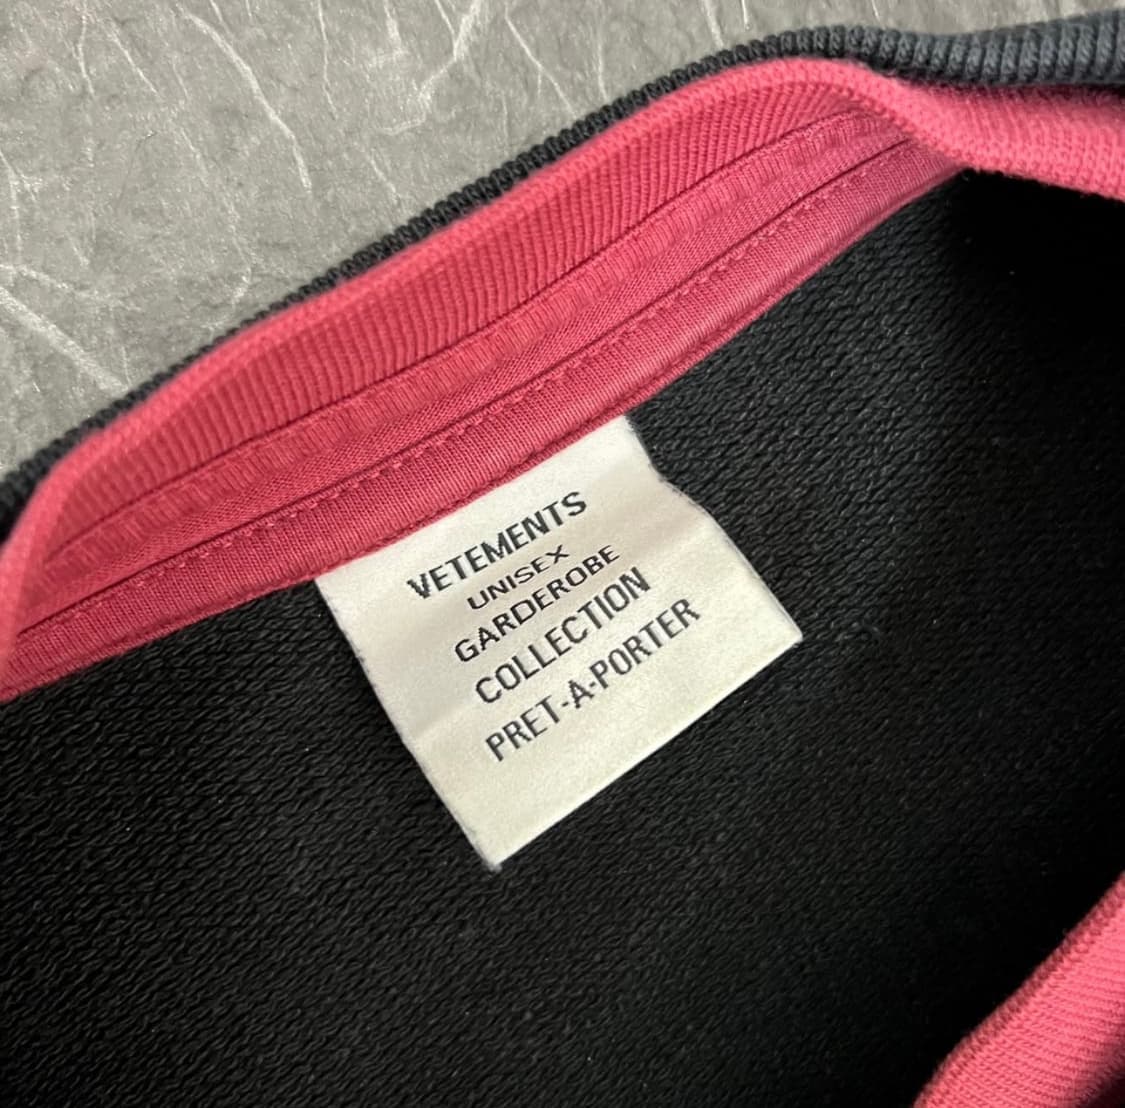 VETEMENTS
UNISEX
GARDEROBE
COLLECTION
PRET-A-PORTER